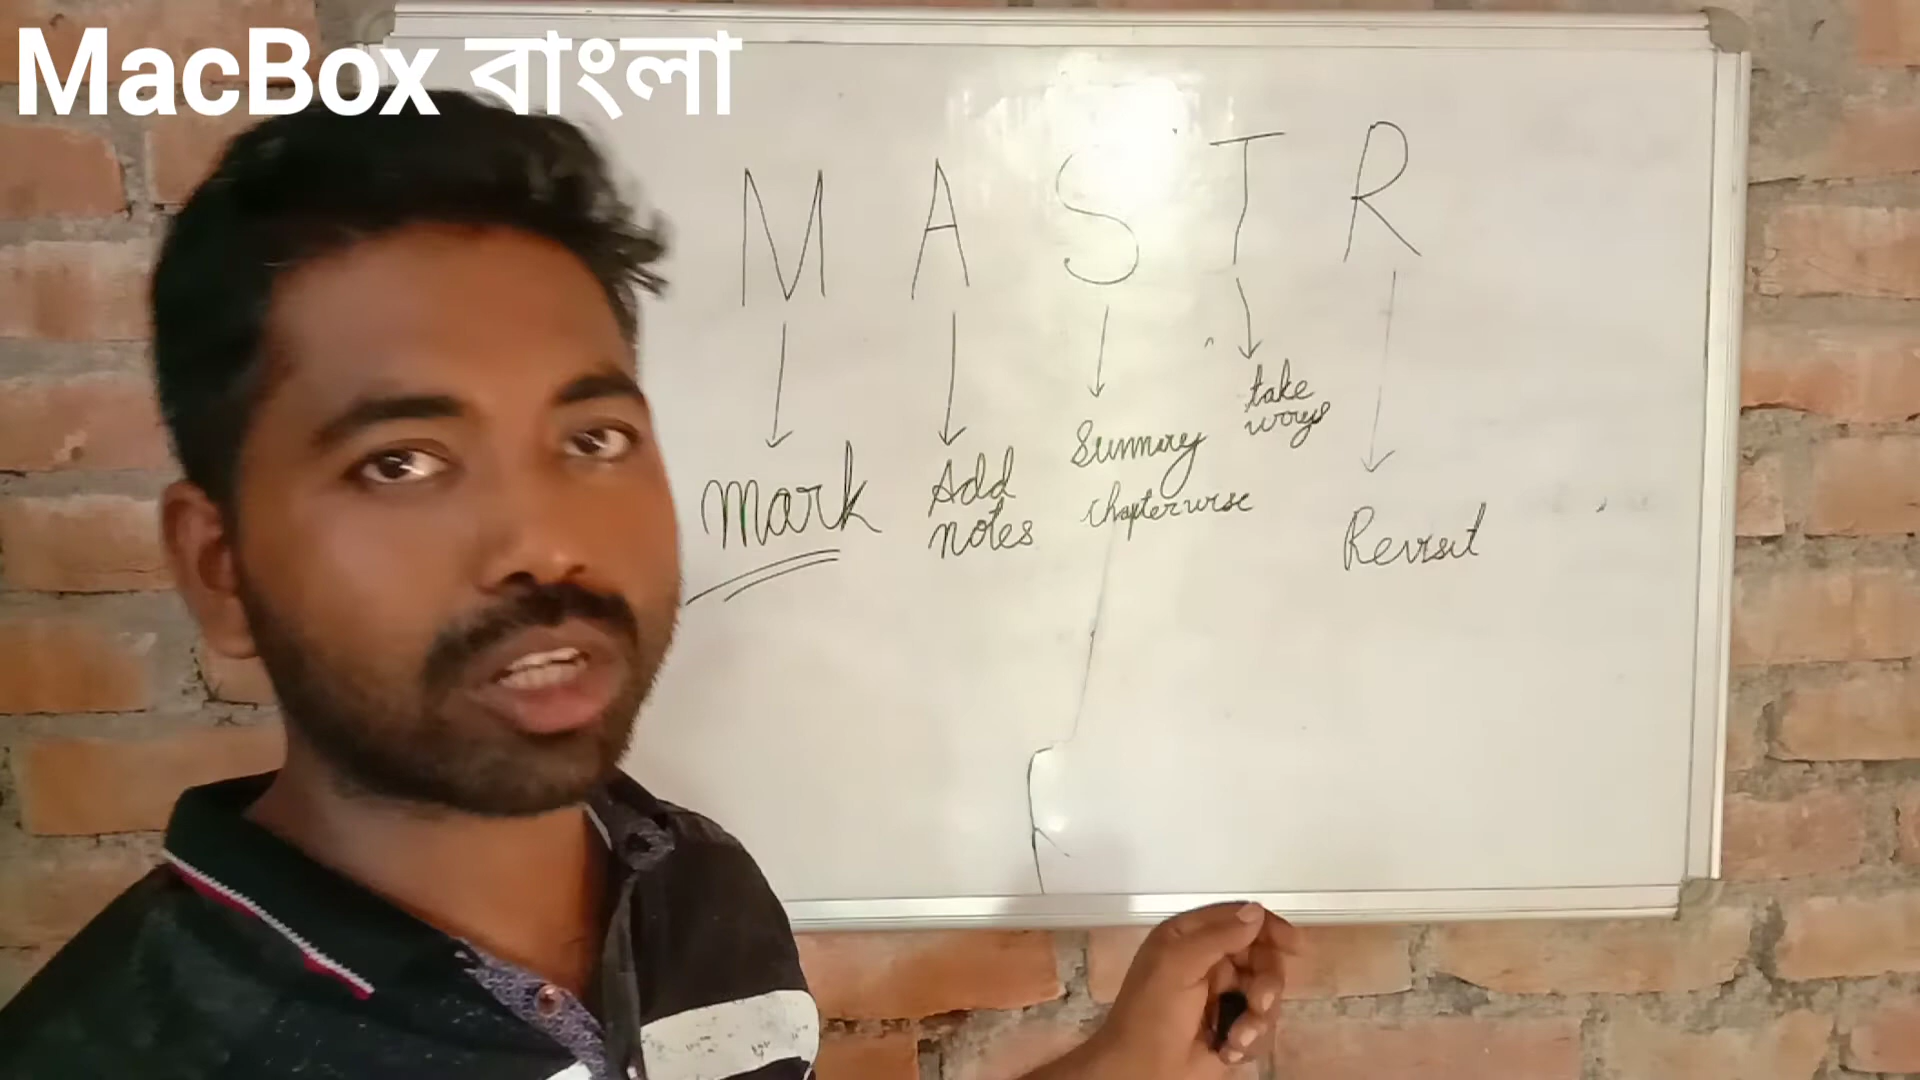 MacBox বাংলা
M A S T R
Mark
Add
notes
Summary
chapterwise
take
ways
Revisit